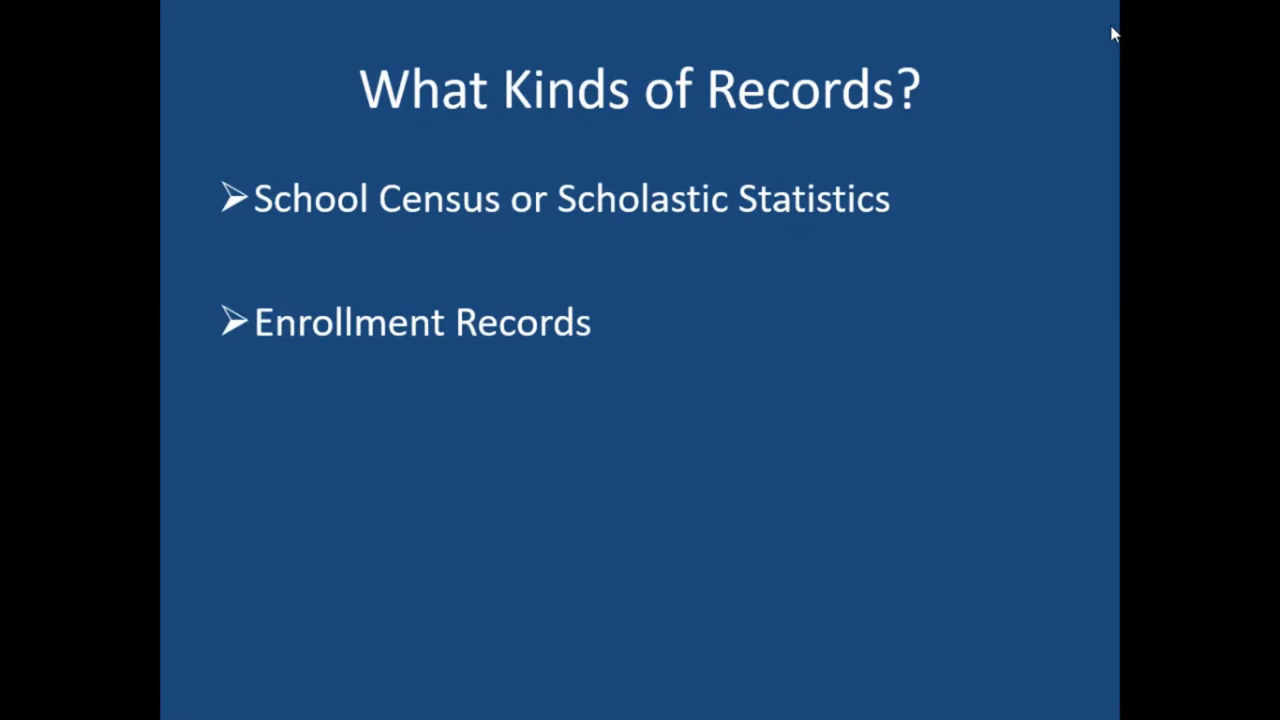 What Kinds of Records?
➢School Census or Scholastic Statistics
➢Enrollment Records